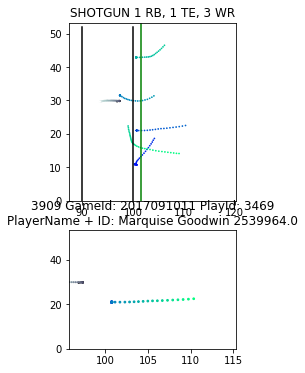 SHOTGUN 1 RB, 1 TE, 3 WR
50
40
30
20
10
0
90 100 110 120
3909 GameId: 2017091011 PlayId: 3469
PlayerName + ID: Marquise Goodwin 2539964.0
40
20
0
100 105 110 115